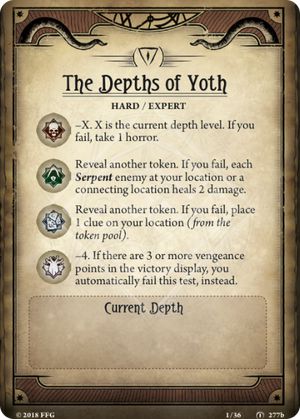 The Depths of Yoth
HARD / EXPERT
–X. X is the current depth level. If you
fail, take 1 horror.
Reveal another token. If you fail, each
Serpent enemy at your location or a
connecting location heals 2 damage.
Reveal another token. If you fail, place
1 clue on your location (from the
token pool).
–4. If there are 3 or more vengeance
points in the victory display, you
automatically fail this test, instead.
Current Depth
© 2018 FFG 1/36 277b